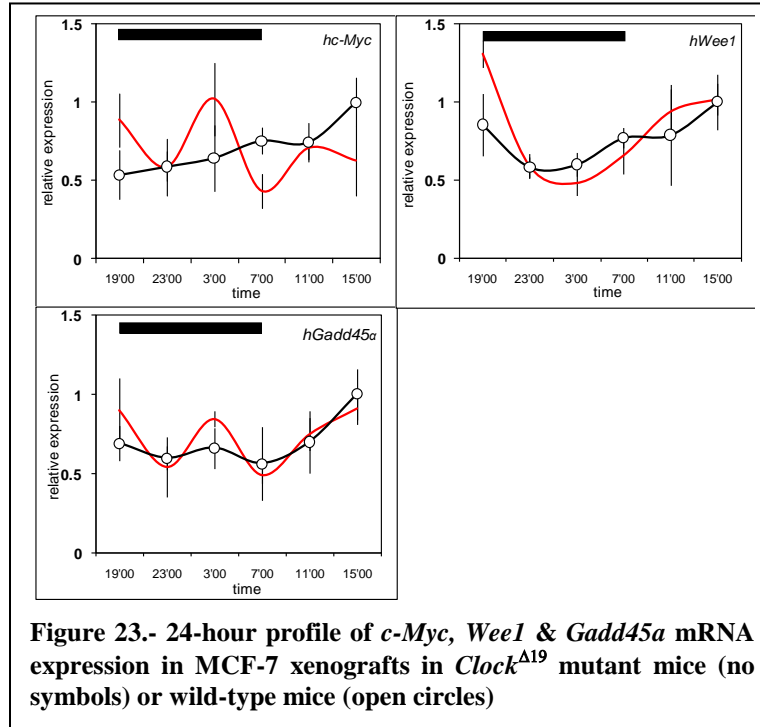 1.5
hc-Myc
relative expression
1
0.5
0
19'00 23'00 3'00 7'00 11'00 15'00
time
1.5
hWee1
relative expression
1
0.5
0
19'00 23'00 3'00 7'00 11'00 15'00
time
1.5
hGadd45α
relative expression
1
0.5
0
19'00 23'00 3'00 7'00 11'00 15'00
time
Figure 23.- 24-hour profile of c-Myc, Wee1 & Gadd45a mRNA
expression in MCF-7 xenografts in Clock^Δ19 mutant mice (no
symbols) or wild-type mice (open circles)